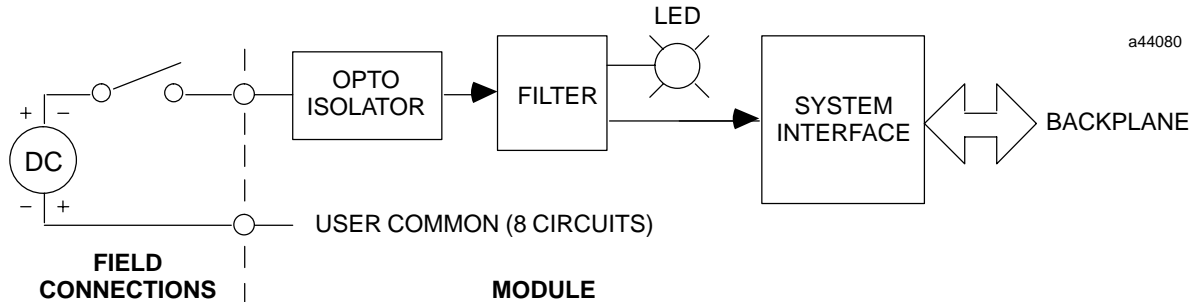 LED
a44080
OPTO
ISOLATOR
FILTER
SYSTEM
INTERFACE
BACKPLANE
+ −
DC
− +
USER COMMON (8 CIRCUITS)
FIELD
CONNECTIONS
MODULE